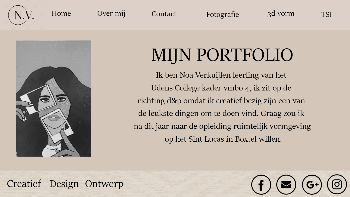 N.V.
Home
Over mij
Contact
Fotografie
3d vorm
TSI
MIJN PORTFOLIO
Ik ben Noa Verkuijlen leerling van het
Udens College kader vmbo 4, ik zit op de
richting d&p omdat ik creatief bezig zijn een van
de leukste dingen om te doen vind. Graag zou ik
na dit jaar naar de opleiding ruimtelijk vormgeving
op het Sint Lucas in Boxtel willen.
Creatief Design Ontwerp